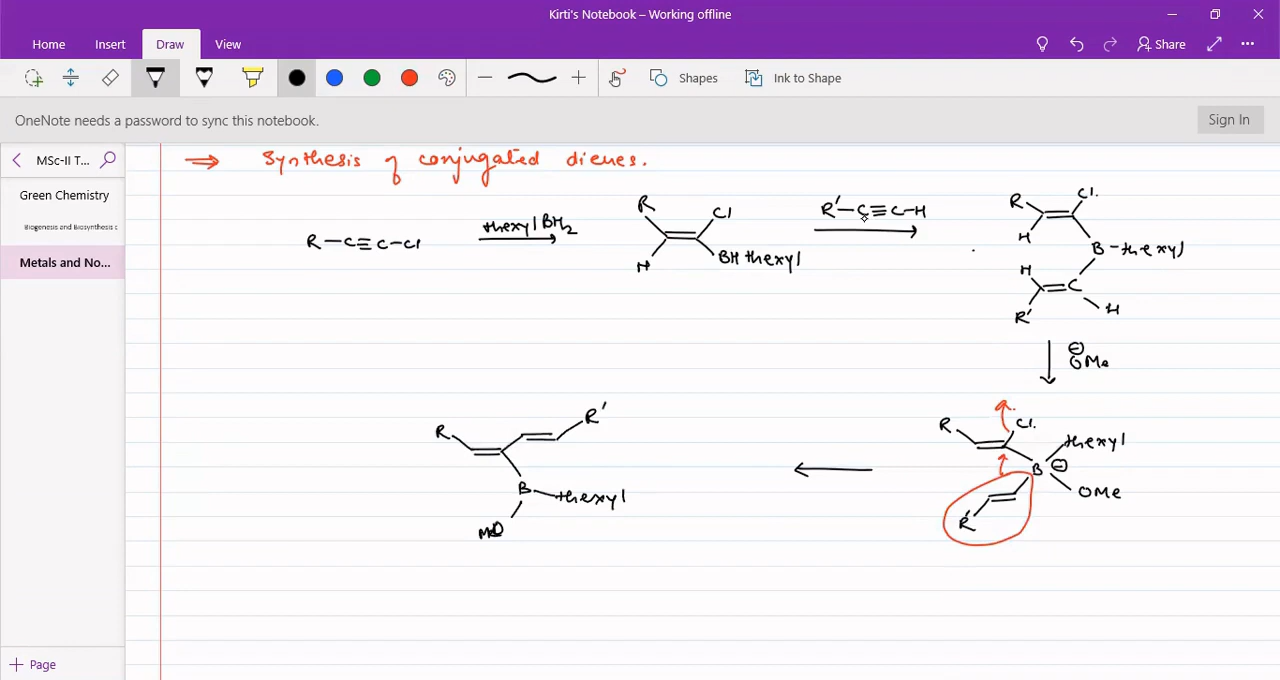 Kirti's Notebook – Working offline
Home Insert Draw View
Share
Shapes
Ink to Shape
OneNote needs a password to sync this notebook.
Sign In
MSc-II T...
Green Chemistry
Biogenesis and Biosynthesis c
Metals and No...
Page
⇒ Synthesis of conjugated dienes.
R–C≡C–Cl
thexyl BH2
R Cl
H BH thexyl
R'–C≡C–H
R Cl.
H B–thexyl
H C
R' H
⊖
OMe
R Cl.
thexyl
B ⊖
OMe
R'
R R'
B thexyl
MeO